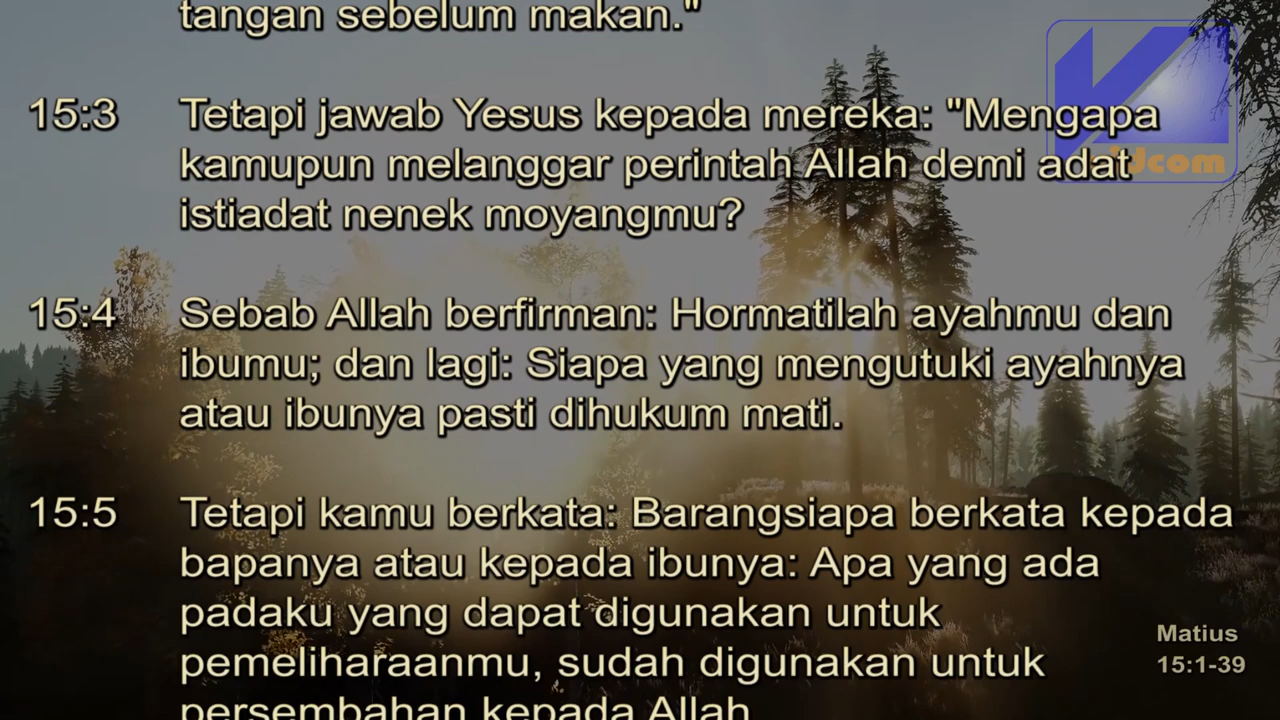 tangan sebelum makan."
15:3 Tetapi jawab Yesus kepada mereka: "Mengapa
kamupun melanggar perintah Allah demi adat
istiadat nenek moyangmu?
15:4 Sebab Allah berfirman: Hormatilah ayahmu dan
ibumu; dan lagi: Siapa yang mengutuki ayahnya
atau ibunya pasti dihukum mati.
15:5 Tetapi kamu berkata: Barangsiapa berkata kepada
bapanya atau kepada ibunya: Apa yang ada
padaku yang dapat digunakan untuk
pemeliharaanmu, sudah digunakan untuk
persembahan kepada Allah
Matius
15:1-39